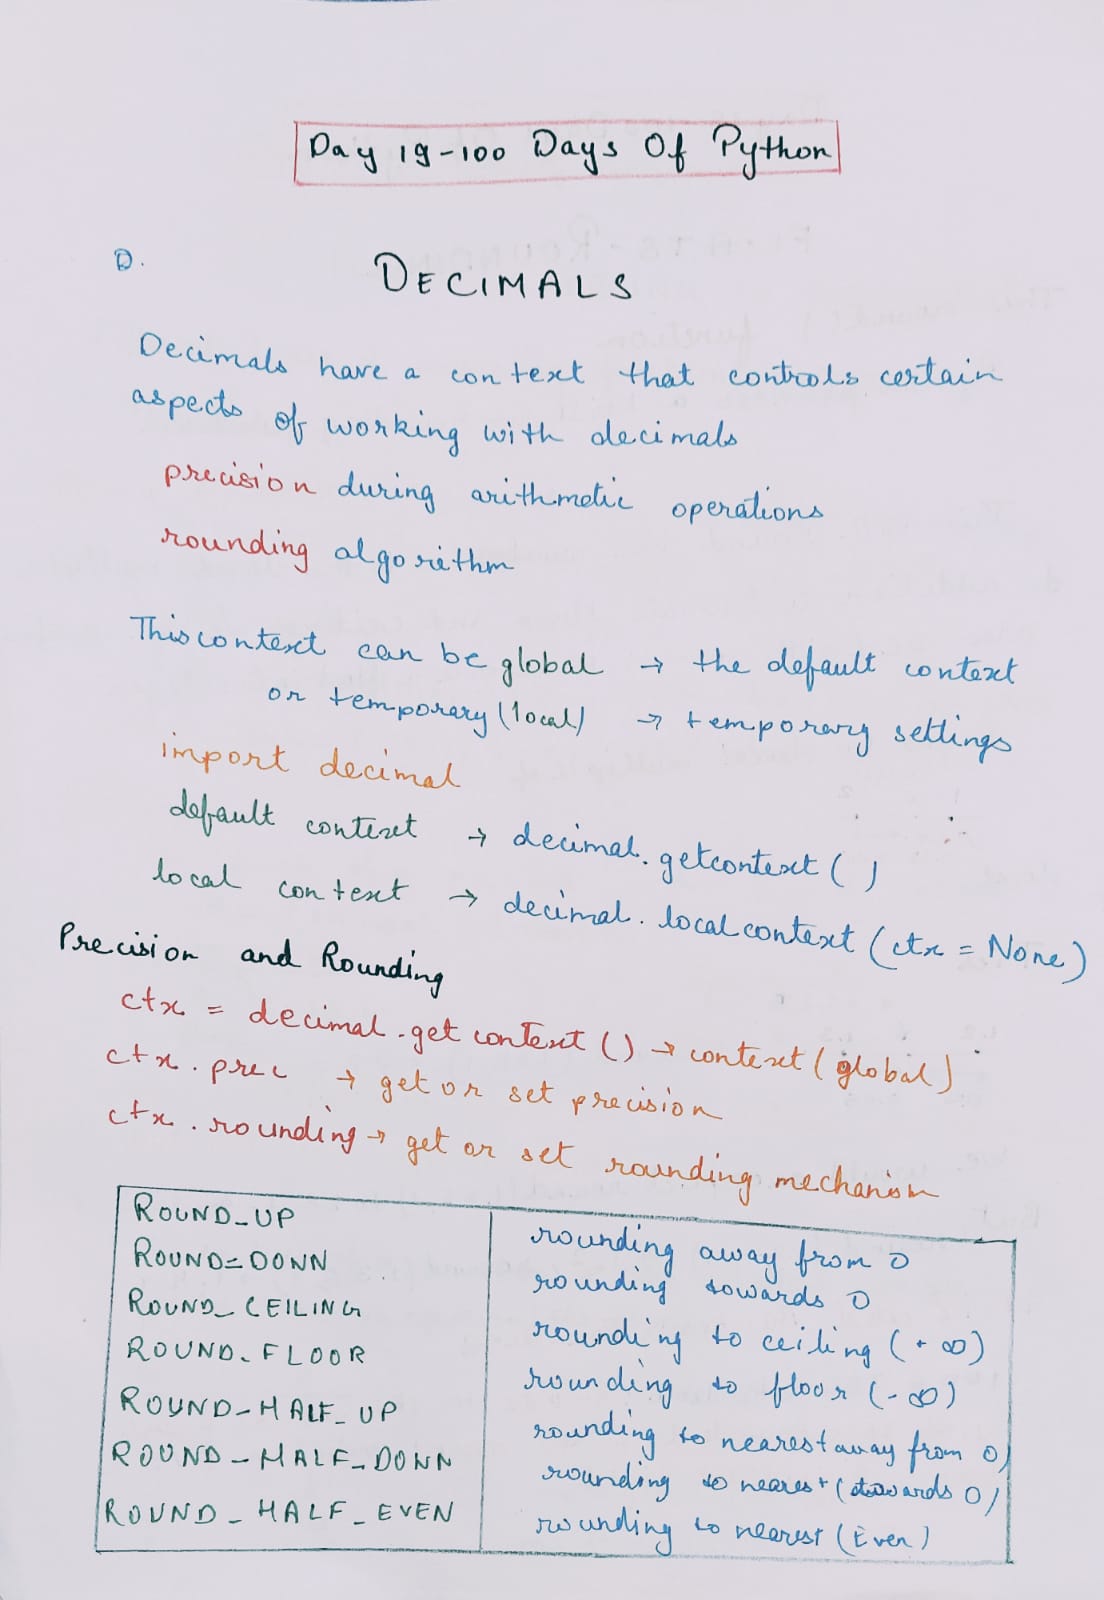 Day 19-100 Days Of Python
D.
DECIMALS
Decimals have a context that controls certain
aspects of working with decimals
precision during arithmetic operations
rounding algorithm
This context can be global → the default context
or temporary (local) → temporary settings
import decimal
default context → decimal.getcontext()
local context → decimal.localcontext(ctx = None)
Precision and Rounding
ctx = decimal.getcontext() → context(global)
ctx.prec → get or set precision
ctx.rounding → get or set rounding mechanism
ROUND_UP rounding away from 0
ROUND_DOWN rounding towards 0
ROUND_CEILING rounding to ceiling (+∞)
ROUND_FLOOR rounding to floor (-∞)
ROUND_HALF_UP rounding to nearest away from 0)
ROUND_HALF_DOWN rounding to nearest (towards 0)
ROUND_HALF_EVEN rounding to nearest (Even)